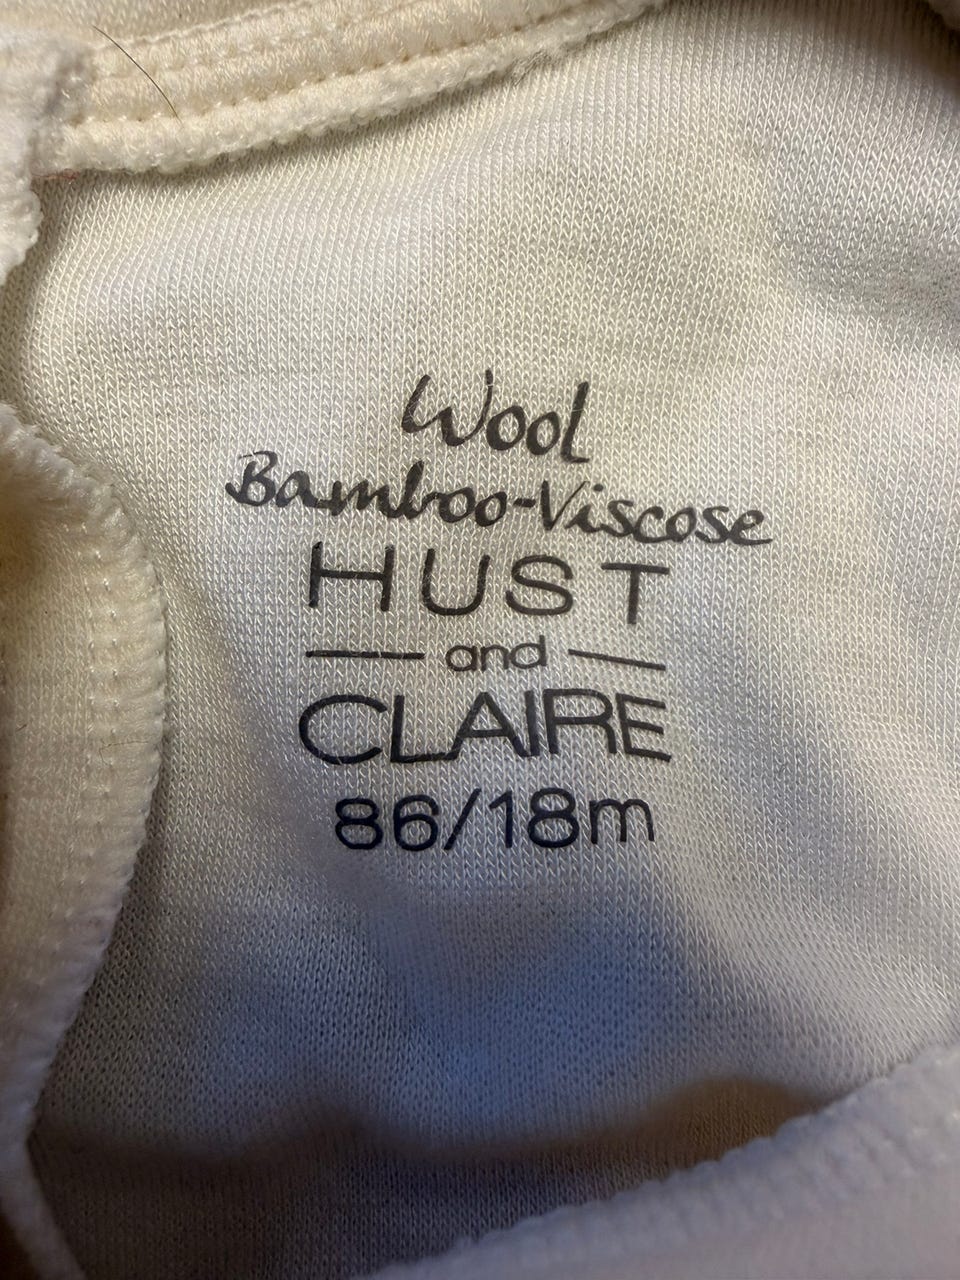 Wool
Bamboo-Viscose
HUST
and
CLAIRE
86/18m